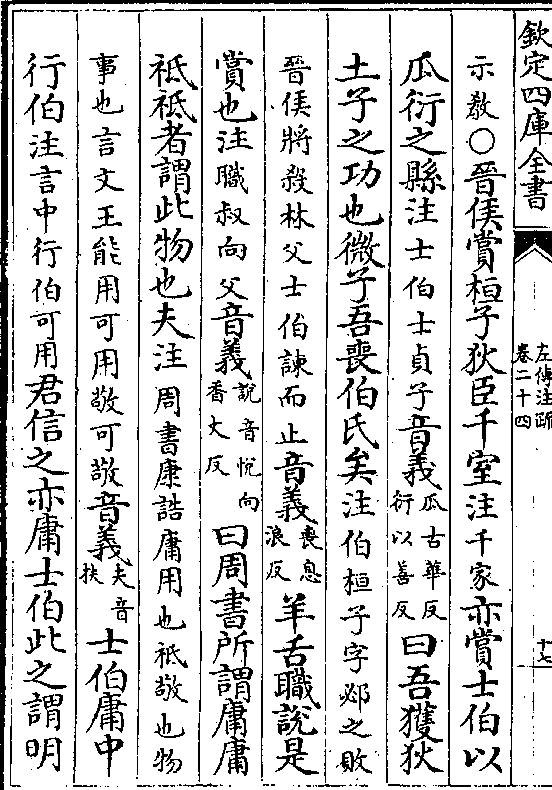 欽定四庫全書
左傳注疏
卷二十四
十七
示教○晉侯賞桓子狄臣千室注千家亦賞士伯以
瓜衍之縣注士伯士貞子音義瓜古華反衍以善反曰吾獲狄
土子之功也微子吾喪伯氏矣注伯桓子字邲之敗
晉侯將殺林父士伯諫而止音義喪息浪反羊舌職說是
賞也注職叔向父音義說音悅向香丈反曰周書所謂庸庸
祗祗者謂此物也夫注周書康誥庸用也祗敬也物
事也言文王能用可用敬可敬音義夫音扶士伯庸中
行伯注言中行伯可用君信之亦庸士伯此之謂明